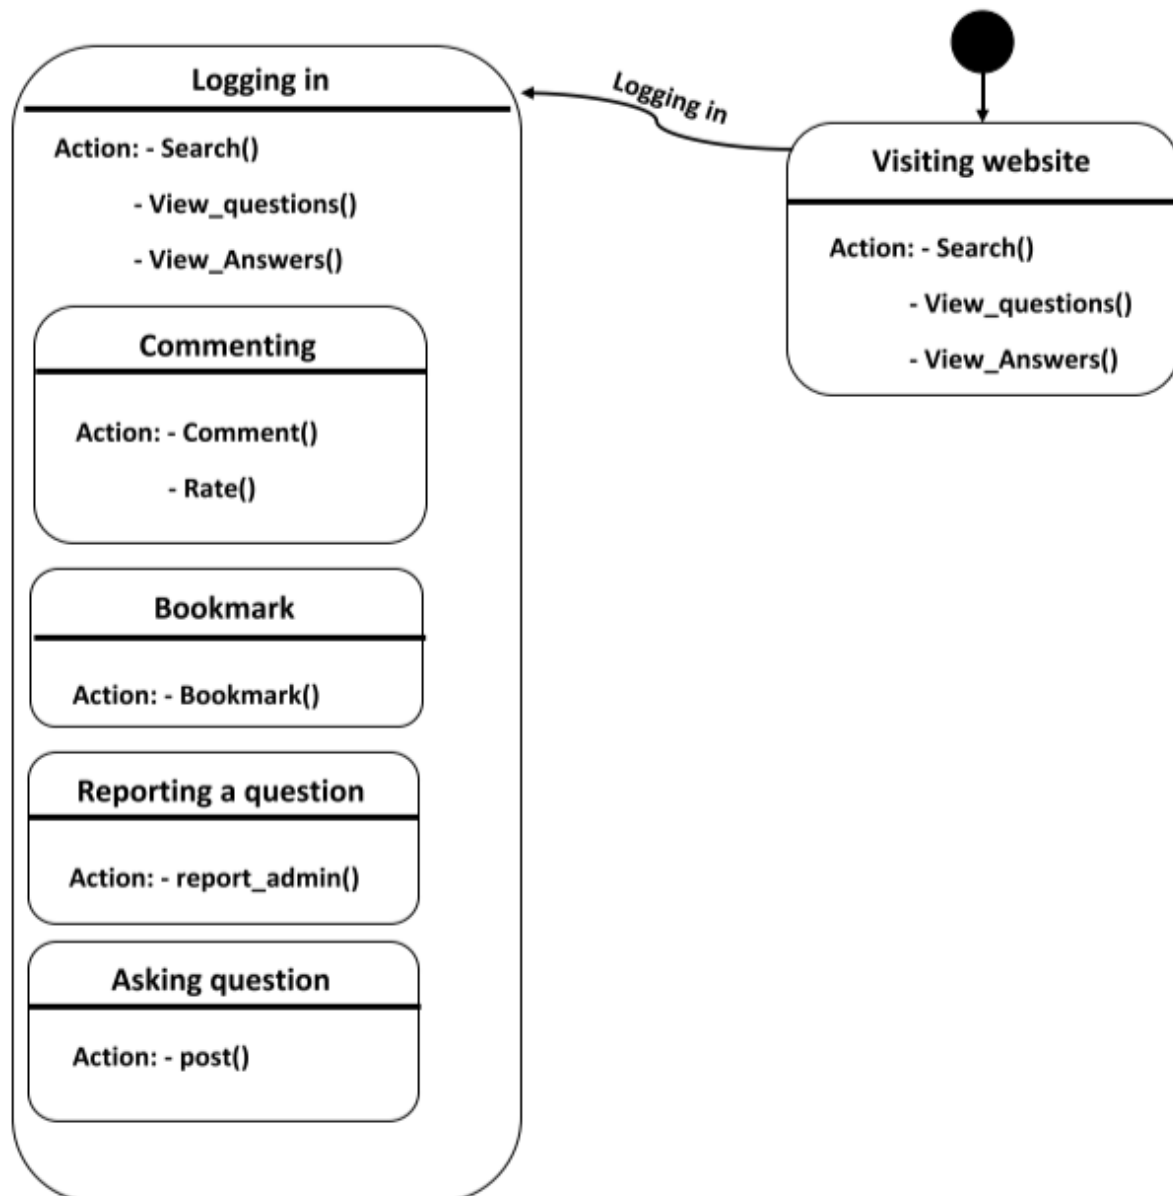 Logging in
Action: - Search()
- View_questions()
- View_Answers()
Commenting
Action: - Comment()
- Rate()
Bookmark
Action: - Bookmark()
Reporting a question
Action: - report_admin()
Asking question
Action: - post()
Logging in
Visiting website
Action: - Search()
- View_questions()
- View_Answers()